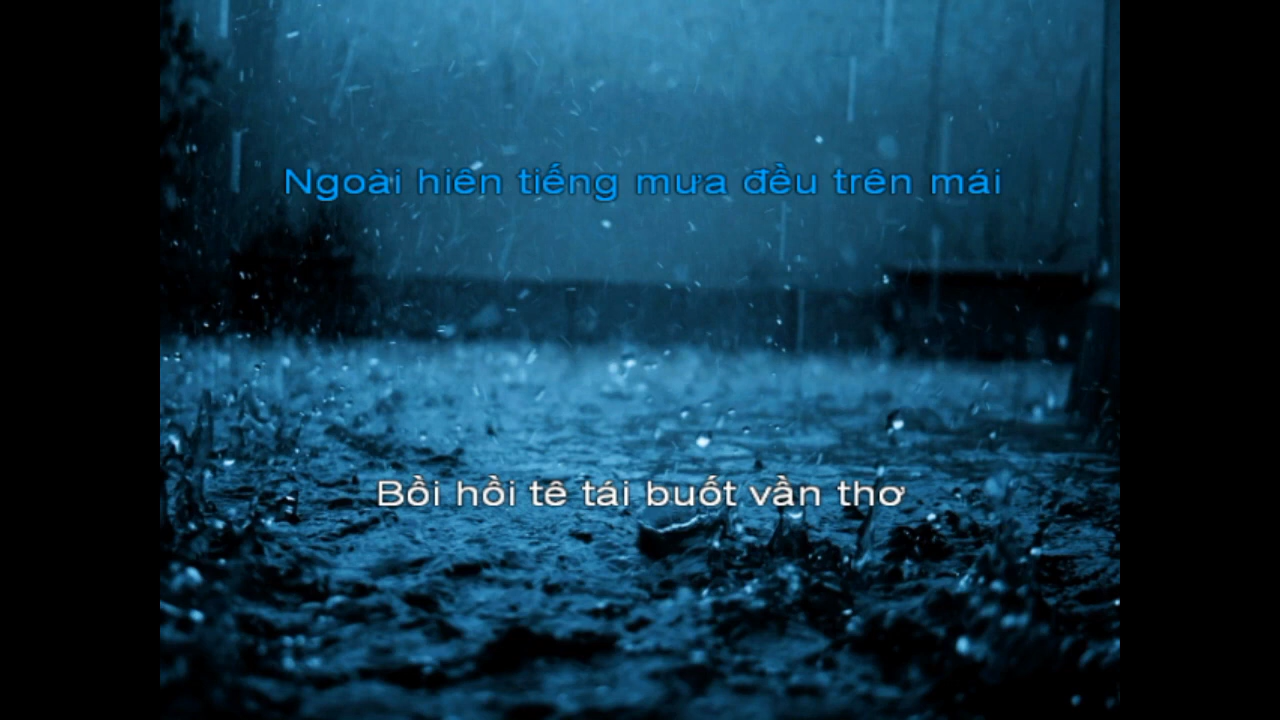 Ngoài hiên tiếng mưa đều trên mái
Bồi hồi tê tái buốt vần thơ